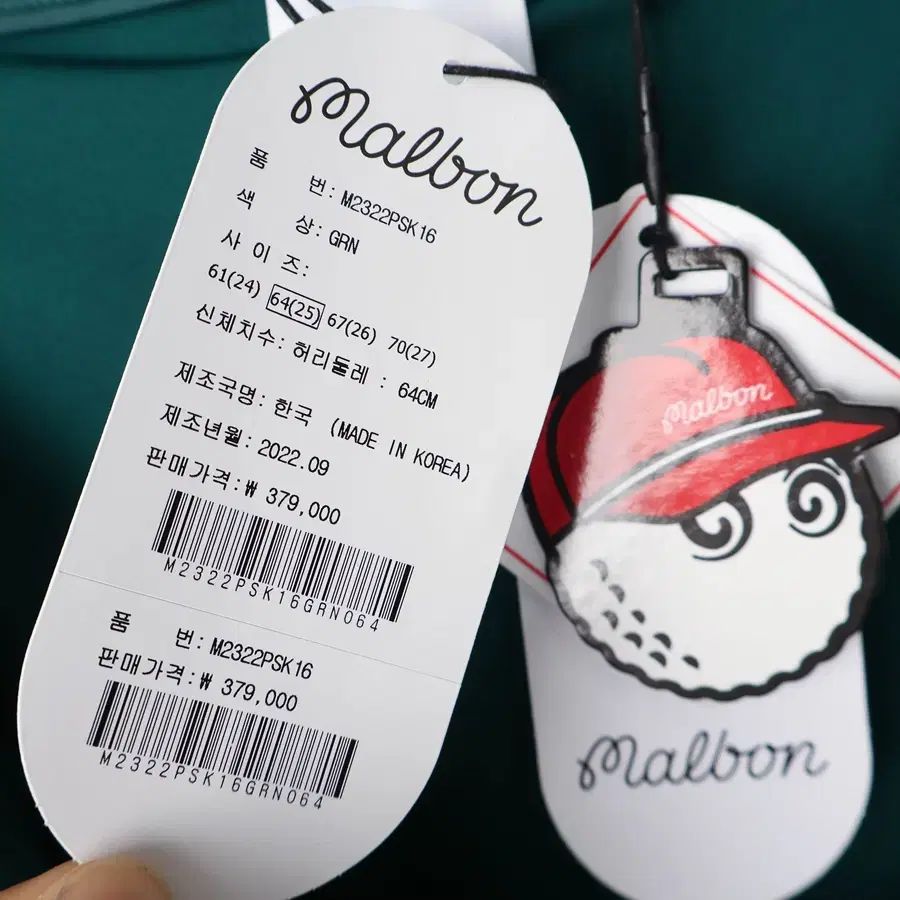 Malbon
품 번: M2322PSK16
색 상: GRN
사 이 즈:
61(24) 64(25) 67(26) 70(27)
신체치수: 허리둘레 : 64CM
제조국명: 한국 (MADE IN KOREA)
제조년월: 2022.09
판매가격:₩ 379,000
M2322PSK16GRN064
품 번: M2322PSK16
판매가격:₩ 379,000
M2322PSK16GRN064
Malbon
Malbon